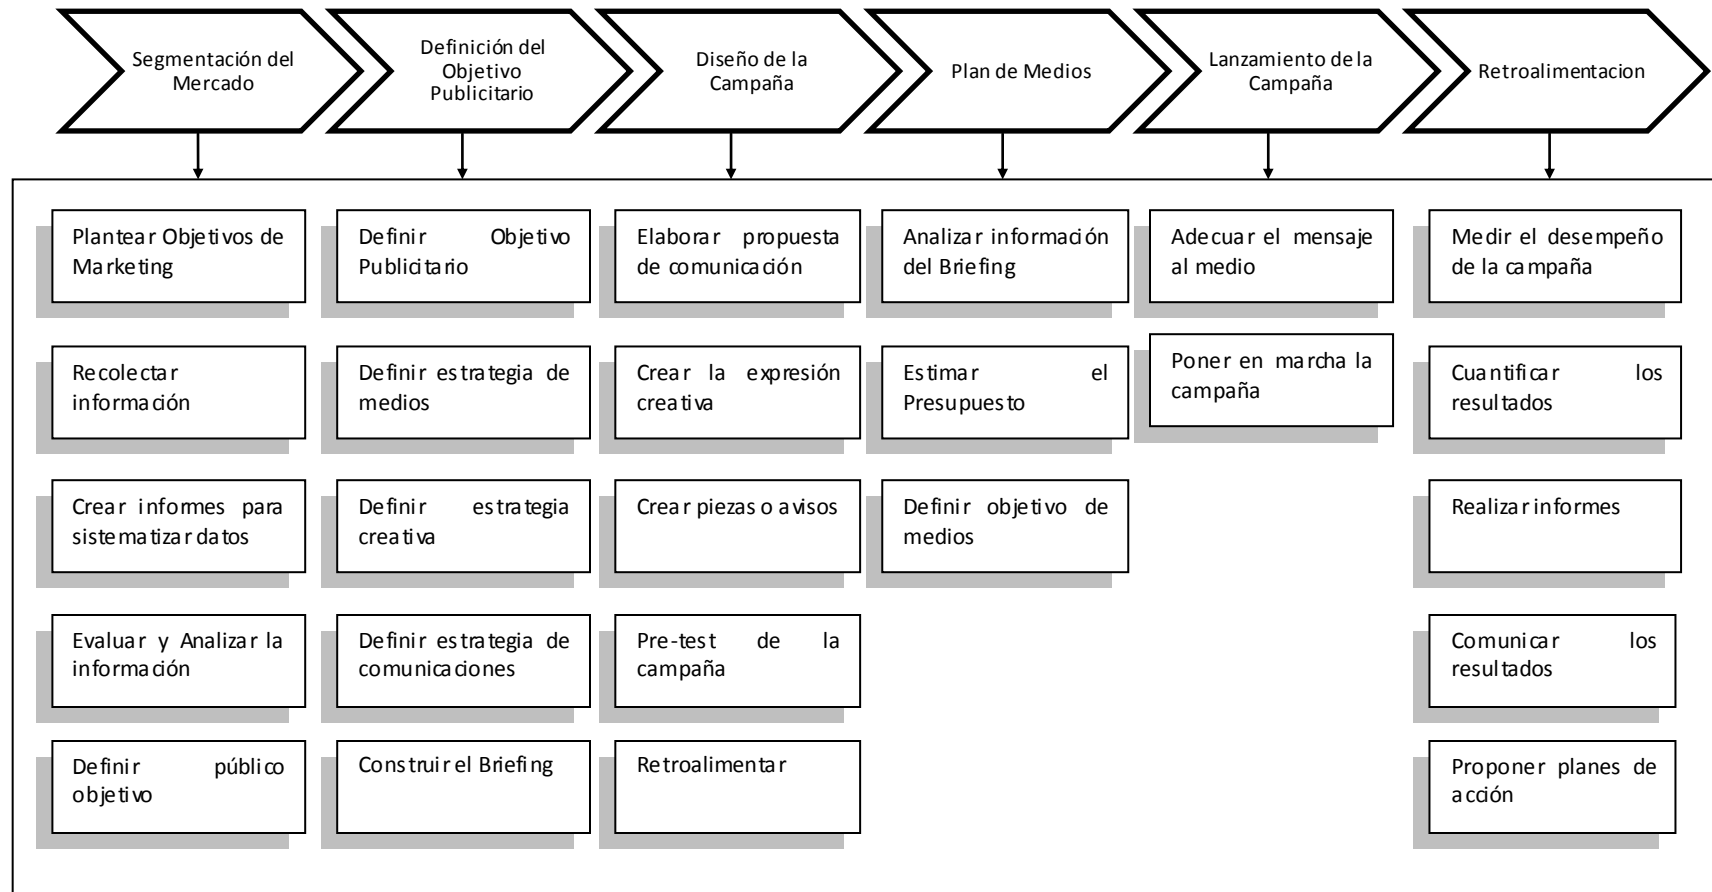 Segmentación del
Mercado
Definición del
Objetivo
Publicitario
Diseño de la
Campaña
Plan de Medios
Lanzamiento de la
Campaña
Retroalimentacion
Plantear Objetivos de
Marketing
Recolectar
información
Crear informes para
sistematizar datos
Evaluar y Analizar la
información
Definir público
objetivo
Definir Objetivo
Publicitario
Definir estrategia de
medios
Definir estrategia
creativa
Definir estrategia de
comunicaciones
Construir el Briefing
Elaborar propuesta
de comunicación
Crear la expresión
creativa
Crear piezas o avisos
Pre-test de la
campaña
Retroalimentar
Analizar información
del Briefing
Estimar el
Presupuesto
Definir objetivo de
medios
Adecuar el mensaje
al medio
Poner en marcha la
campaña
Medir el desempeño
de la campaña
Cuantificar los
resultados
Realizar informes
Comunicar los
resultados
Proponer planes de
acción